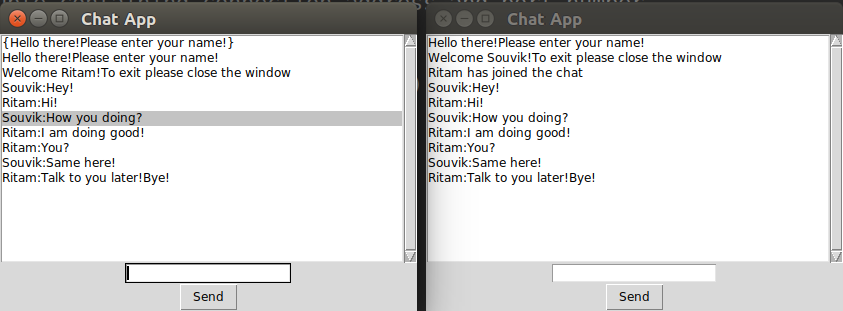 Chat App
{Hello there!Please enter your name!}
Hello there!Please enter your name!
Welcome Ritam!To exit please close the window
Souvik:Hey!
Ritam:Hi!
Souvik:How you doing?
Ritam:I am doing good!
Ritam:You?
Souvik:Same here!
Ritam:Talk to you later!Bye!
Send
Chat App
Hello there!Please enter your name!
Welcome Souvik!To exit please close the window
Ritam has joined the chat
Souvik:Hey!
Ritam:Hi!
Souvik:How you doing?
Ritam:I am doing good!
Ritam:You?
Souvik:Same here!
Ritam:Talk to you later!Bye!
Send